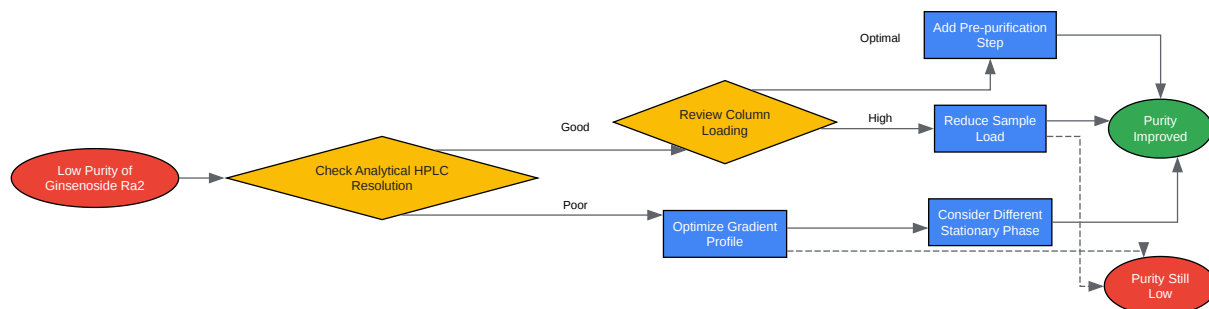 Low Purity of
Ginsenoside Ra2
Check Analytical HPLC
Resolution
Good
Poor
Review Column
Loading
Optimal
High
Add Pre-purification
Step
Reduce Sample
Load
Optimize Gradient
Profile
Consider Different
Stationary Phase
Purity
Improved
Purity Still
Low